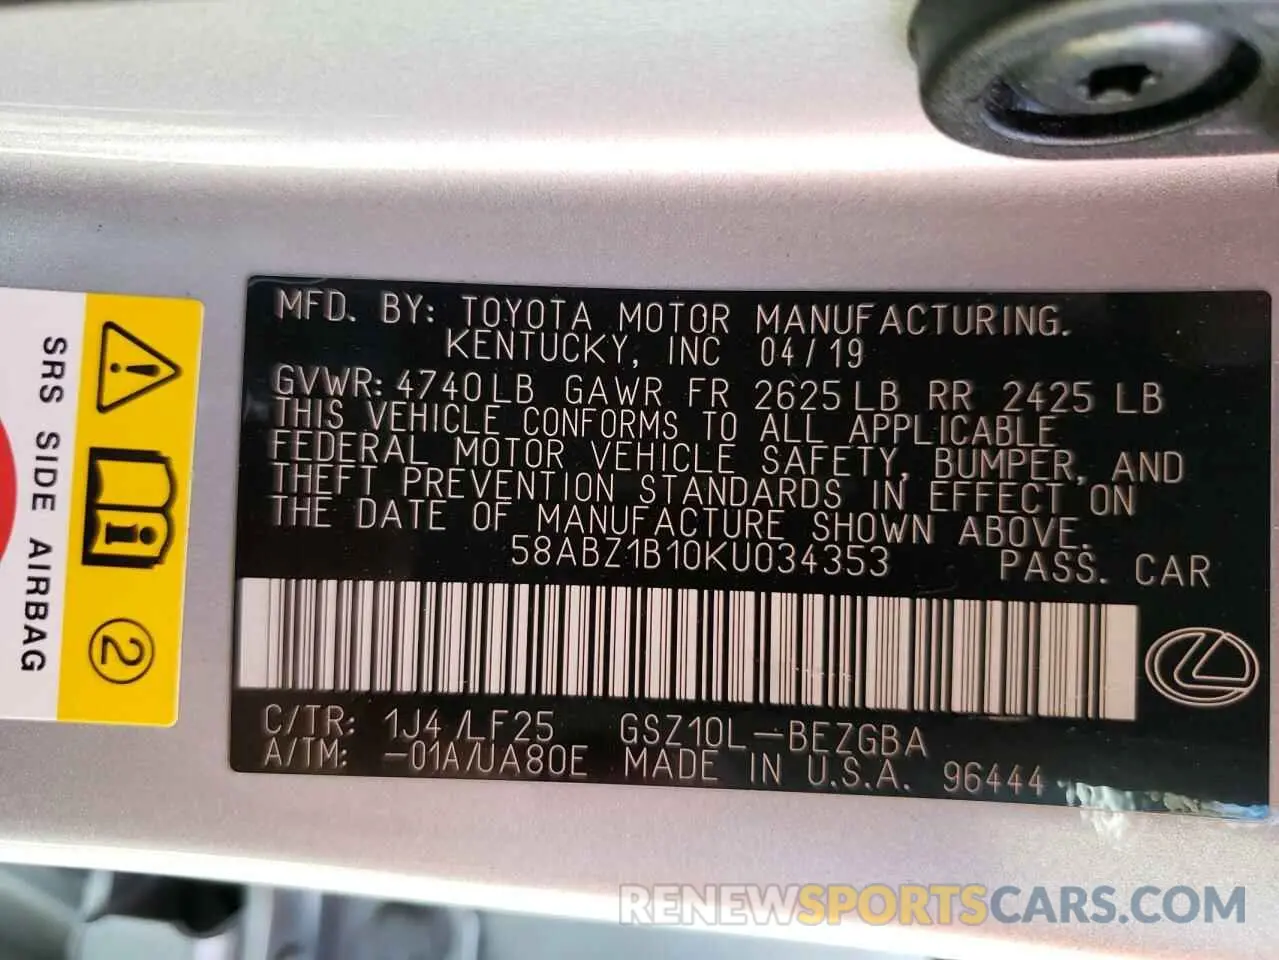 MFD. BY: TOYOTA MOTOR MANUFACTURING.
KENTUCKY, INC 04/19
GVWR: 4740LB GAWR FR 2625 LB RR 2425 LB
THIS VEHICLE CONFORMS TO ALL APPLICABLE
FEDERAL MOTOR VEHICLE SAFETY, BUMPER, AND
THEFT PREVENTION STANDARDS IN EFFECT ON
THE DATE OF MANUFACTURE SHOWN ABOVE.
58ABZ1B10KU034353 PASS. CAR
C/TR: 1J4 /LF25 GSZ10L-BEZGBA
A/TM: -01A/UA80E MADE IN U.S.A. 96444
SRS SIDE AIRBAG
2
RENEWSPORTSCARS.COM